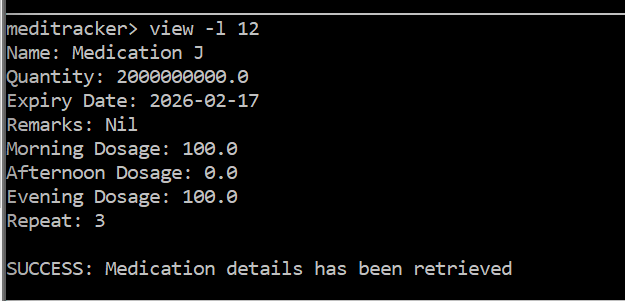 meditracker> view -l 12
Name: Medication J
Quantity: 2000000000.0
Expiry Date: 2026-02-17
Remarks: Nil
Morning Dosage: 100.0
Afternoon Dosage: 0.0
Evening Dosage: 100.0
Repeat: 3
SUCCESS: Medication details has been retrieved